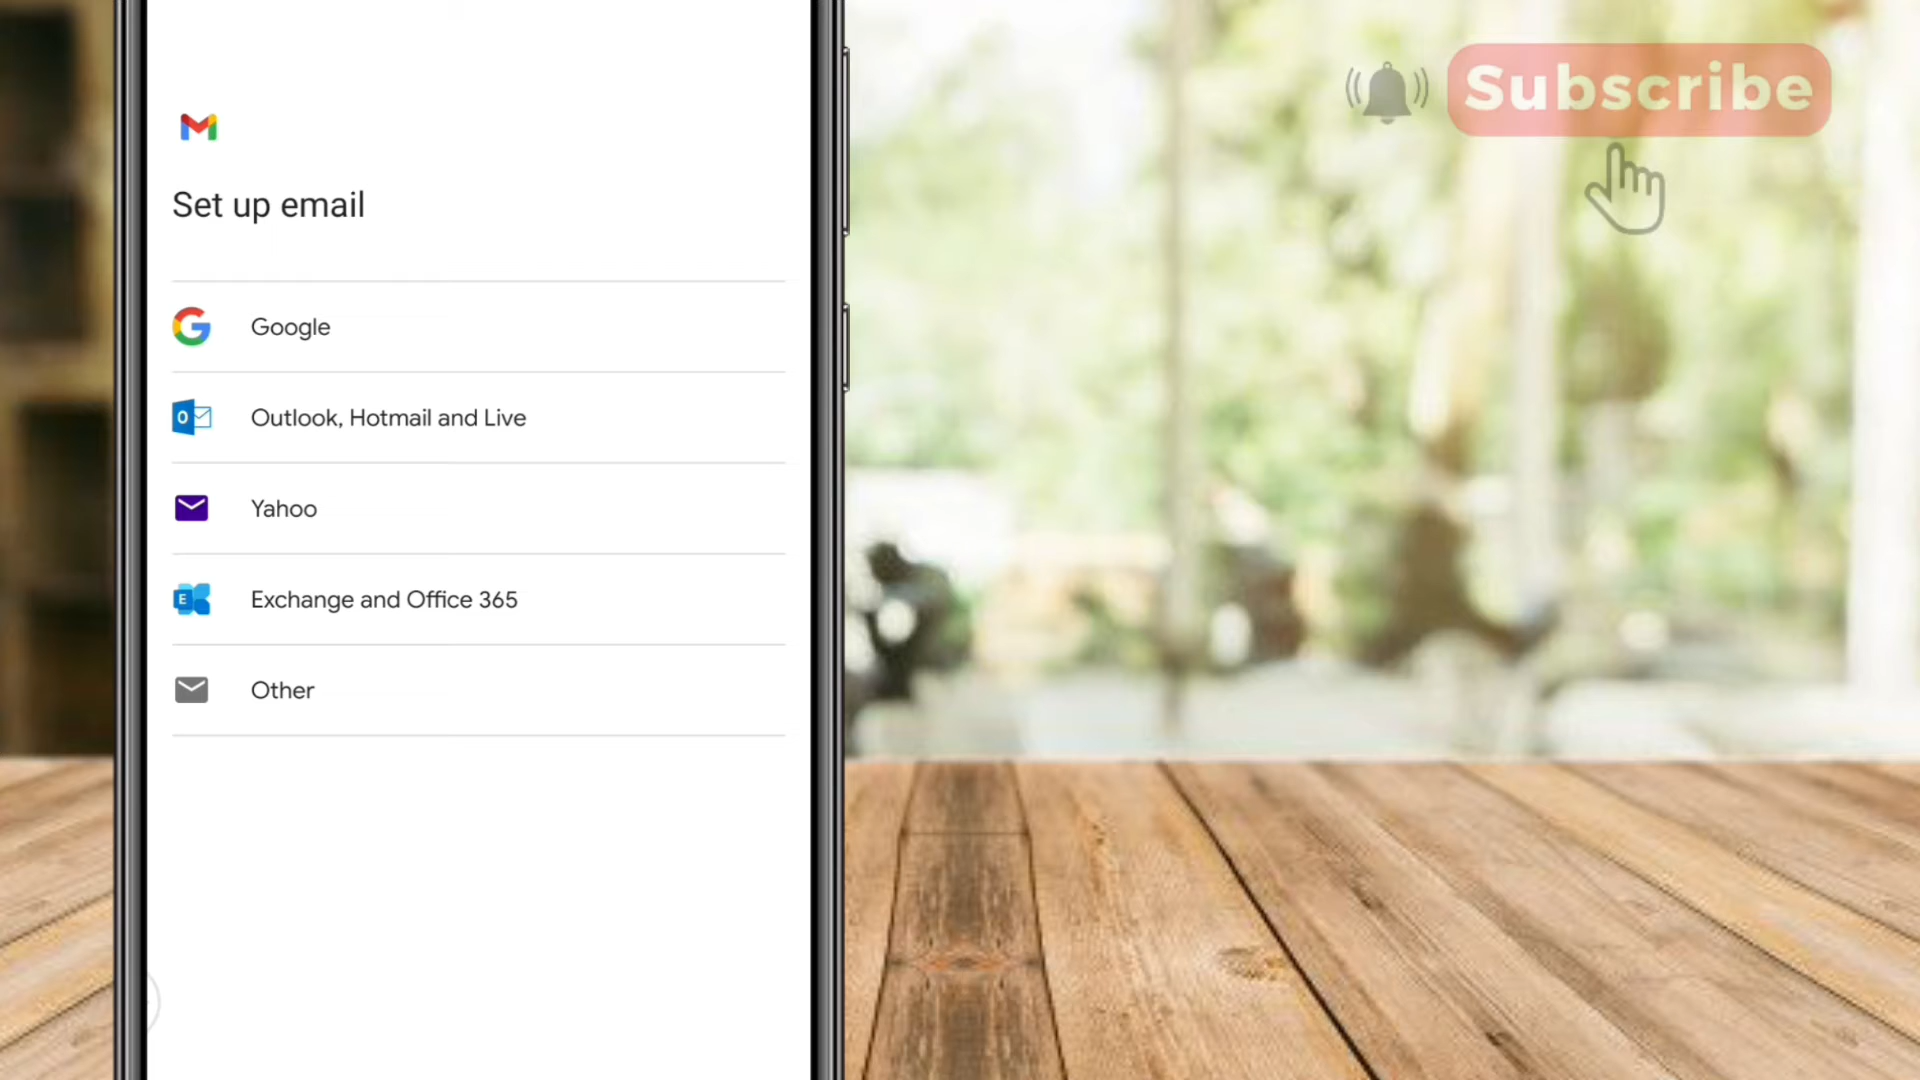 Subscribe
Set up email
Google
Outlook, Hotmail and Live
Yahoo
Exchange and Office 365
Other